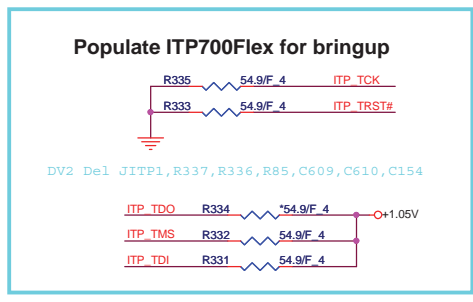 Populate ITP700Flex for bringup
R335 54.9/F_4 ITP_TCK
R333 54.9/F_4 ITP_TRST#
DV2 Del JITP1,R337,R336,R85,C609,C610,C154
ITP_TDO R334 *54.9/F_4
+1.05V
ITP_TMS R332 54.9/F_4
ITP_TDI R331 54.9/F_4